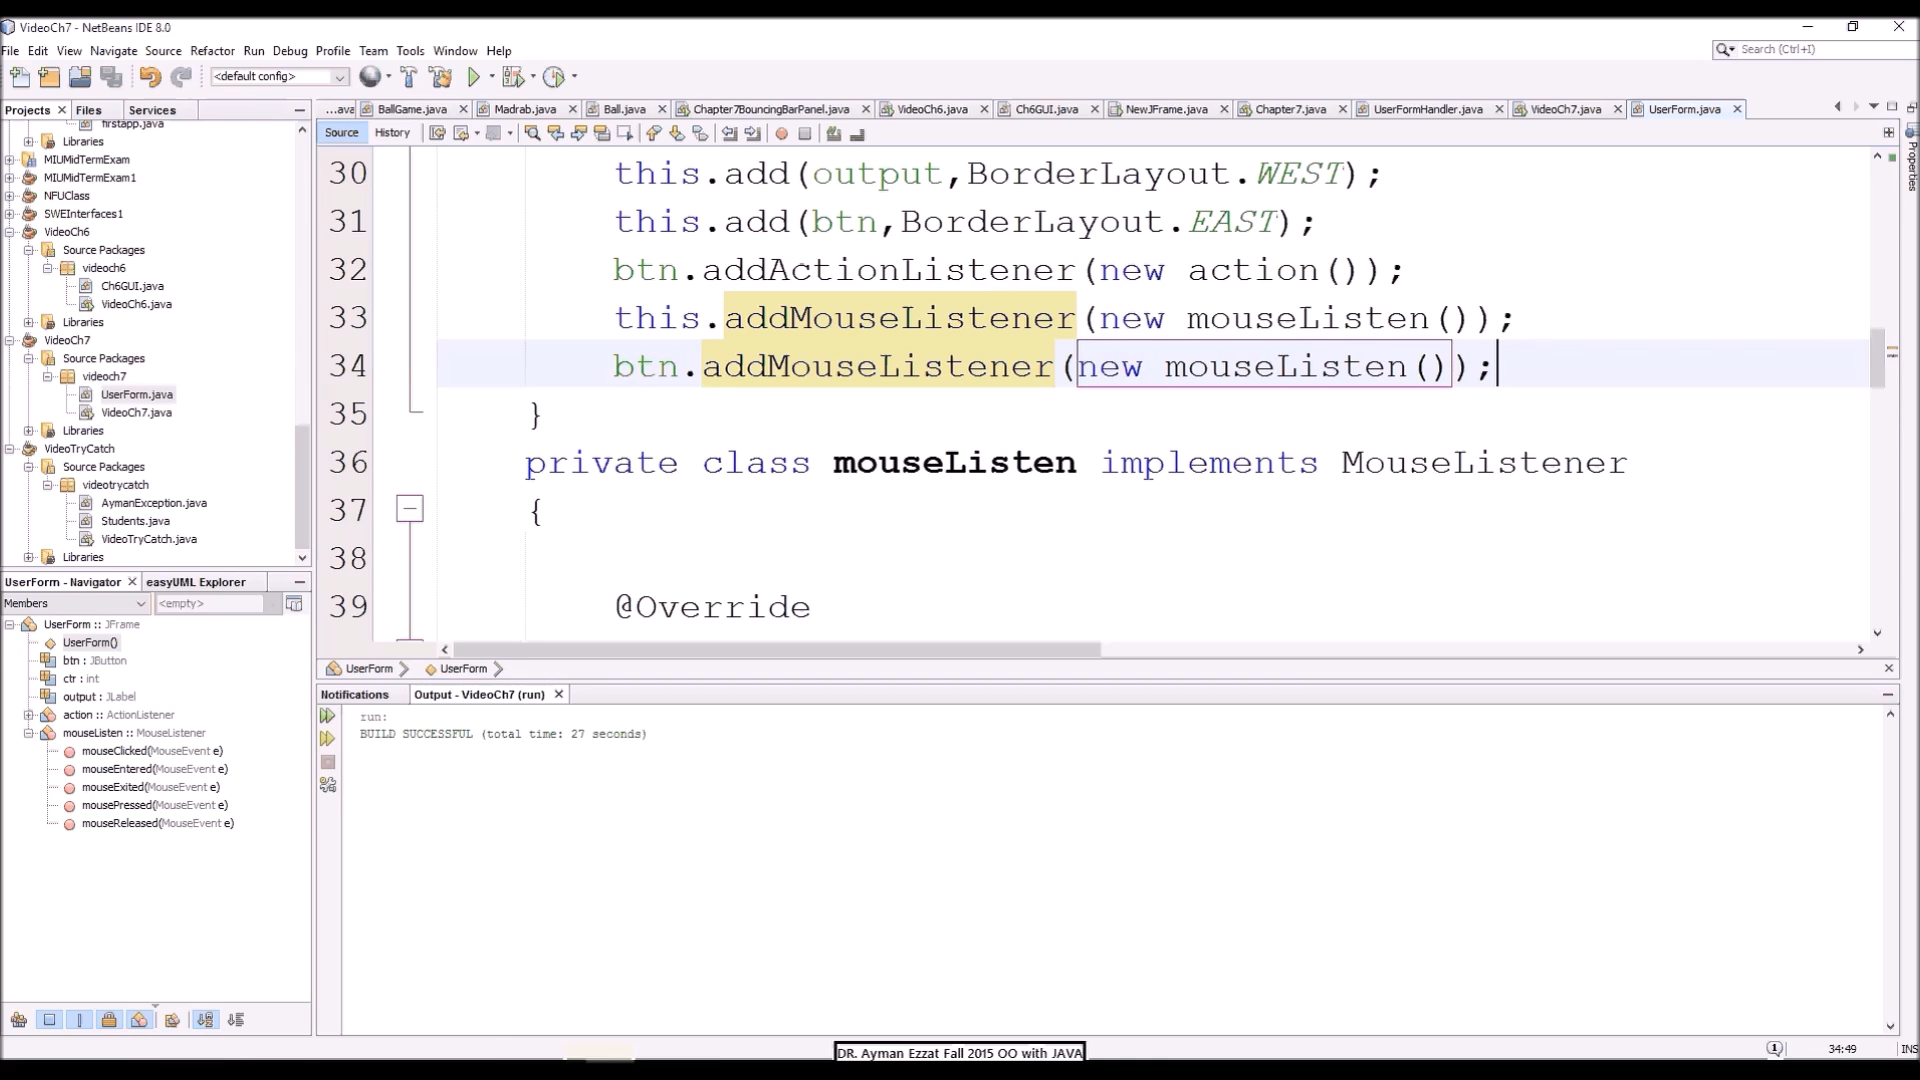 VideoCh7 - NetBeans IDE 8.0
File Edit View Navigate Source Refactor Run Debug Profile Team Tools Window Help
Search (Ctrl+I)
<default config>
Projects Files Services
firstapp.java
Libraries
MIUMidTermExam
MIUMidTermExam1
NFUClass
SWEInterfaces1
VideoCh6
Source Packages
videoch6
Ch6GUI.java
VideoCh6.java
Libraries
VideoCh7
Source Packages
videoch7
UserForm.java
VideoCh7.java
Libraries
VideoTryCatch
Source Packages
videotrycatch
AymanException.java
Students.java
VideoTryCatch.java
Libraries
UserForm - Navigator easyUML Explorer
Members <empty>
UserForm :: JFrame
UserForm()
btn : JButton
ctr : int
output : JLabel
action :: ActionListener
mouseListen :: MouseListener
mouseClicked(MouseEvent e)
mouseEntered(MouseEvent e)
mouseExited(MouseEvent e)
mousePressed(MouseEvent e)
mouseReleased(MouseEvent e)
...ava BallGame.java Madrab.java Ball.java Chapter7BouncingBarPanel.java VideoCh6.java Ch6GUI.java NewJFrame.java Chapter7.java UserFormHandler.java VideoCh7.java UserForm.java
Source History
30 this.add(output,BorderLayout.WEST);
31 this.add(btn,BorderLayout.EAST);
32 btn.addActionListener(new action());
33 this.addMouseListener(new mouseListen());
34 btn.addMouseListener(new mouseListen());
35 }
36 private class mouseListen implements MouseListener
37 {
38
39 @Override
UserForm UserForm
Notifications Output - VideoCh7 (run)
run:
BUILD SUCCESSFUL (total time: 27 seconds)
Properties
DR. Ayman Ezzat Fall 2015 OO with JAVA
1 34:49 INS